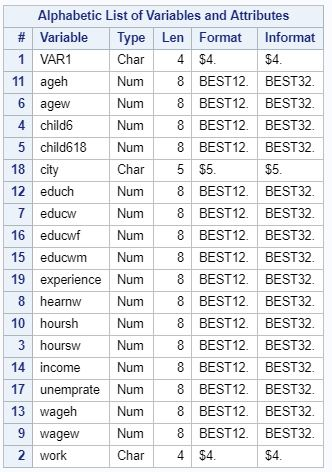 Alphabetic List of Variables and Attributes
# Variable Type Len Format Informat
1 VAR1 Char 4 $4. $4.
11 ageh Num 8 BEST12. BEST32.
6 agew Num 8 BEST12. BEST32.
4 child6 Num 8 BEST12. BEST32.
5 child618 Num 8 BEST12. BEST32.
18 city Char 5 $5. $5.
12 educh Num 8 BEST12. BEST32.
7 educw Num 8 BEST12. BEST32.
16 educwf Num 8 BEST12. BEST32.
15 educwm Num 8 BEST12. BEST32.
19 experience Num 8 BEST12. BEST32.
8 hearnw Num 8 BEST12. BEST32.
10 hoursh Num 8 BEST12. BEST32.
3 hoursw Num 8 BEST12. BEST32.
14 income Num 8 BEST12. BEST32.
17 unemprate Num 8 BEST12. BEST32.
13 wageh Num 8 BEST12. BEST32.
9 wagew Num 8 BEST12. BEST32.
2 work Char 4 $4. $4.